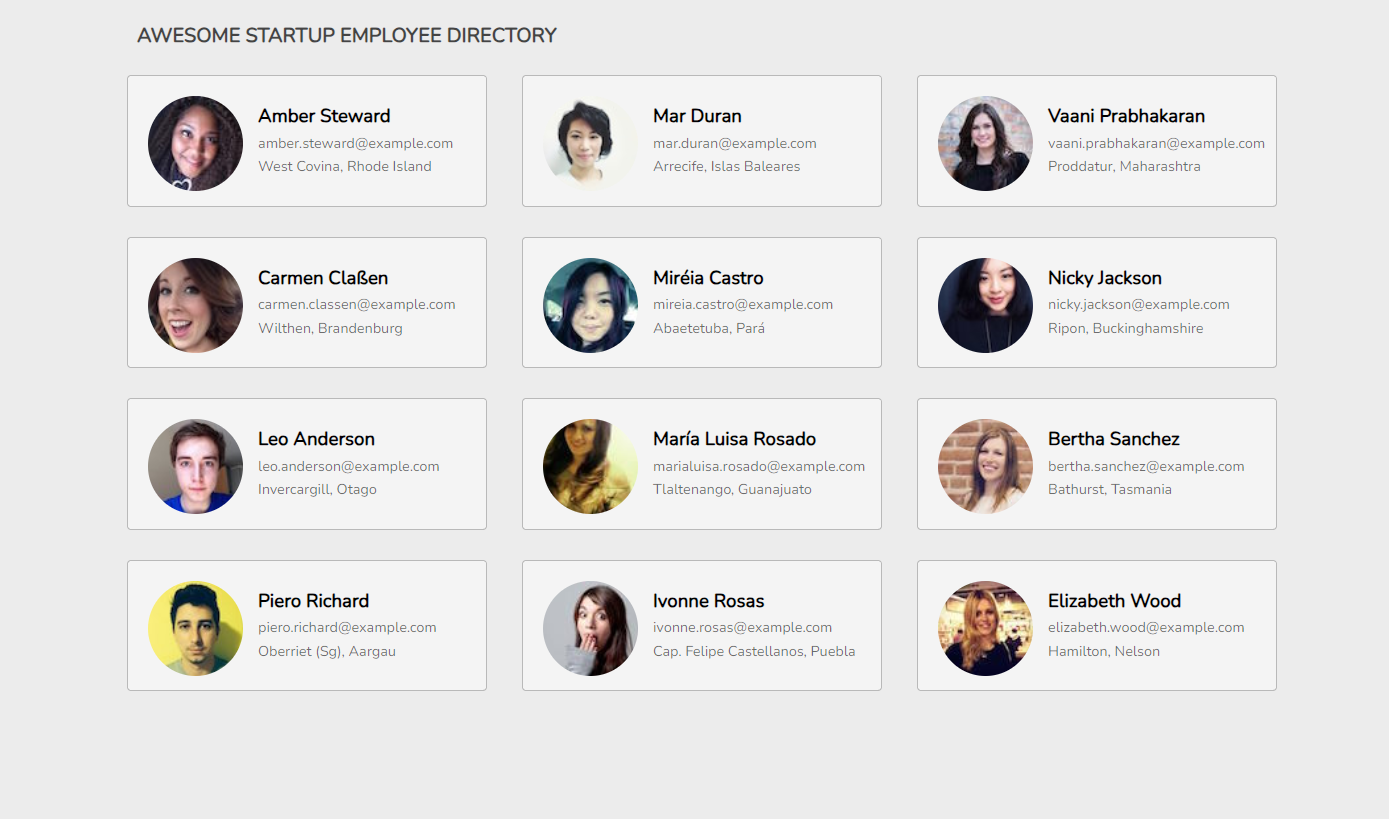 AWESOME STARTUP EMPLOYEE DIRECTORY
Amber Steward
amber.steward@example.com
West Covina, Rhode Island
Mar Duran
mar.duran@example.com
Arrecife, Islas Baleares
Vaani Prabhakaran
vaani.prabhakaran@example.com
Proddatur, Maharashtra
Carmen Claßen
carmen.classen@example.com
Wilthen, Brandenburg
Miréia Castro
mireia.castro@example.com
Abaetetuba, Pará
Nicky Jackson
nicky.jackson@example.com
Ripon, Buckinghamshire
Leo Anderson
leo.anderson@example.com
Invercargill, Otago
María Luisa Rosado
marialuisa.rosado@example.com
Tlaltenango, Guanajuato
Bertha Sanchez
bertha.sanchez@example.com
Bathurst, Tasmania
Piero Richard
piero.richard@example.com
Oberriet (Sg), Aargau
Ivonne Rosas
ivonne.rosas@example.com
Cap. Felipe Castellanos, Puebla
Elizabeth Wood
elizabeth.wood@example.com
Hamilton, Nelson